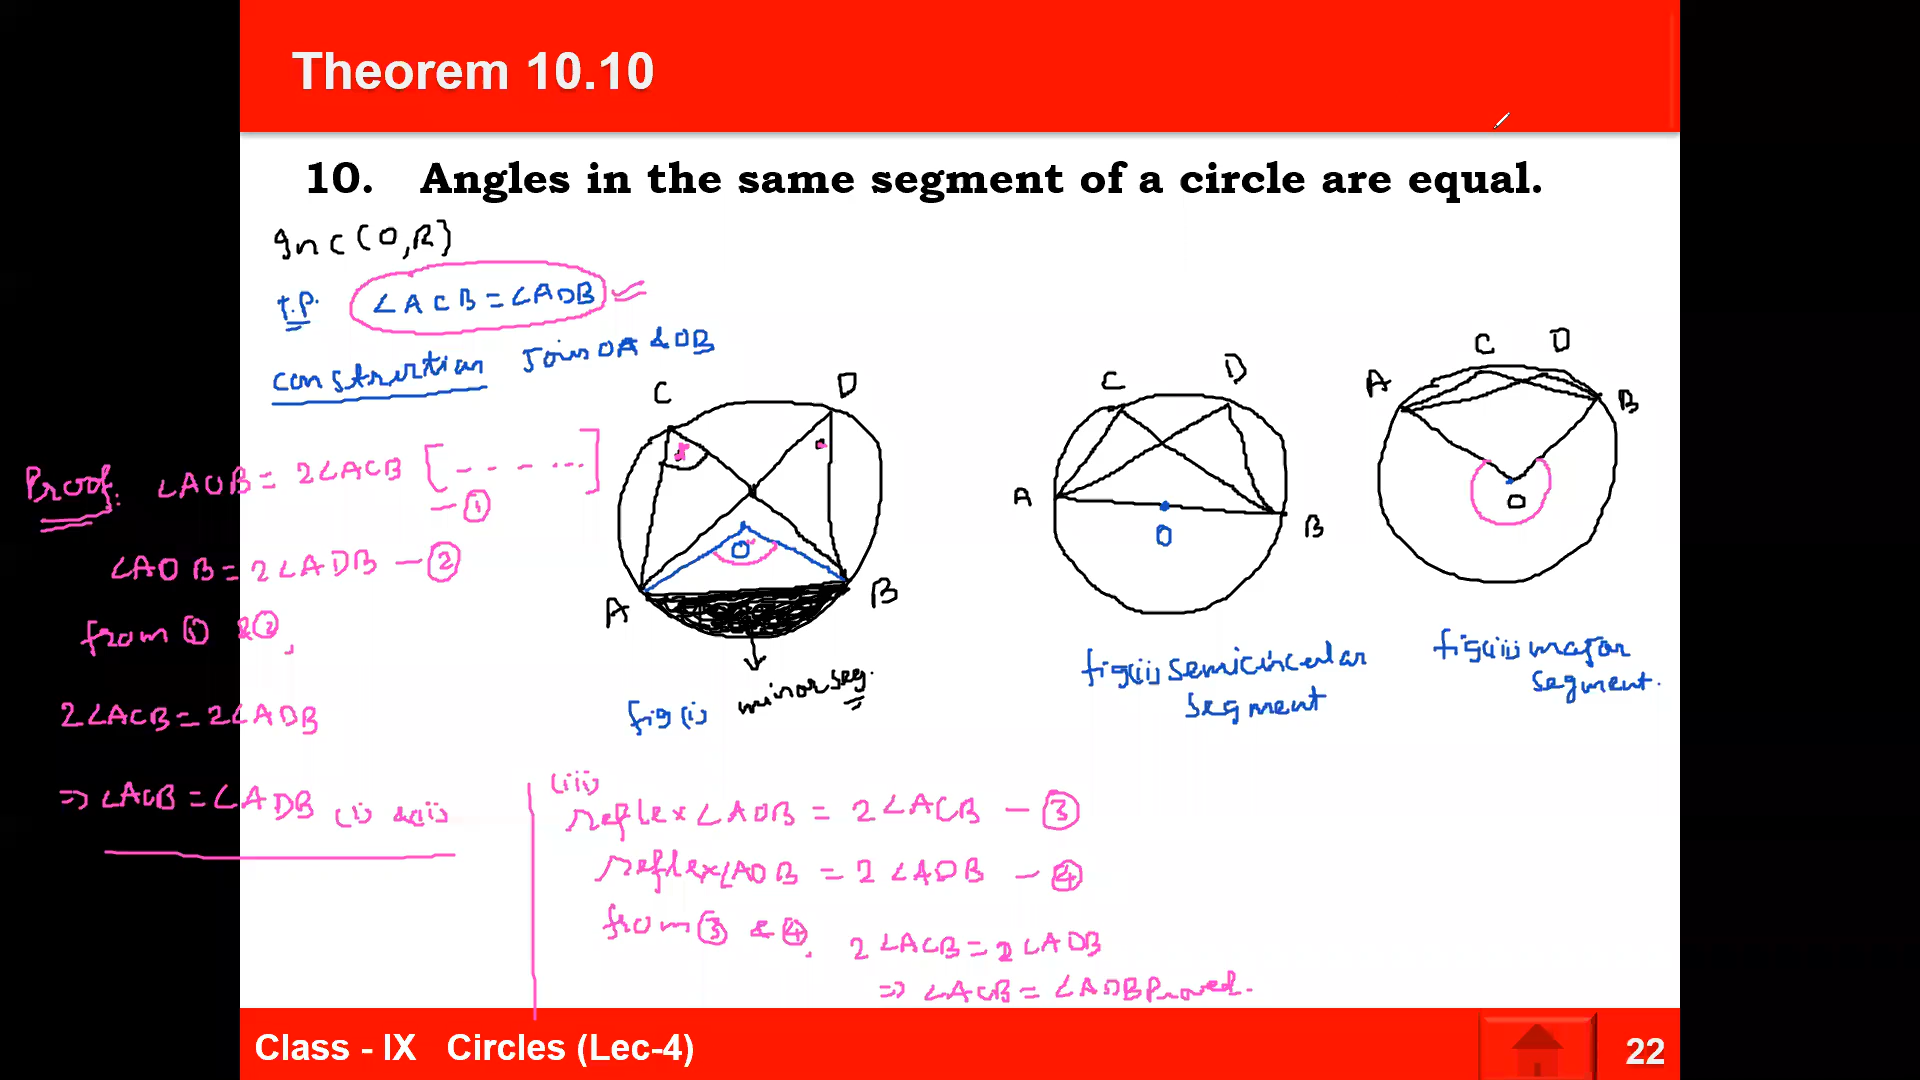 Theorem 10.10
10. Angles in the same segment of a circle are equal.
In C(O,R)
t.p. ∠ACB=∠ADB
construction Join OA & OB
Proof: ∠AOB = 2∠ACB [- - - - ...]
- ①
∠AOB = 2∠ADB - ②
from ① & ②,
2∠ACB = 2∠ADB
⇒ ∠ACB = ∠ADB (i) & (ii)
C D
x
O
A B
fig (i) minor seg.
C D
A B
O
fig (ii) semicircular
segment
C D
A B
O
fig (iii) major
segment.
(iii)
reflex ∠AOB = 2∠ACB - ③
reflex ∠AOB = 2∠ADB - ④
from ③ & ④, 2∠ACB = 2∠ADB
⇒ ∠ACB = ∠ADB Proved.
Class - IX Circles (Lec-4)
22